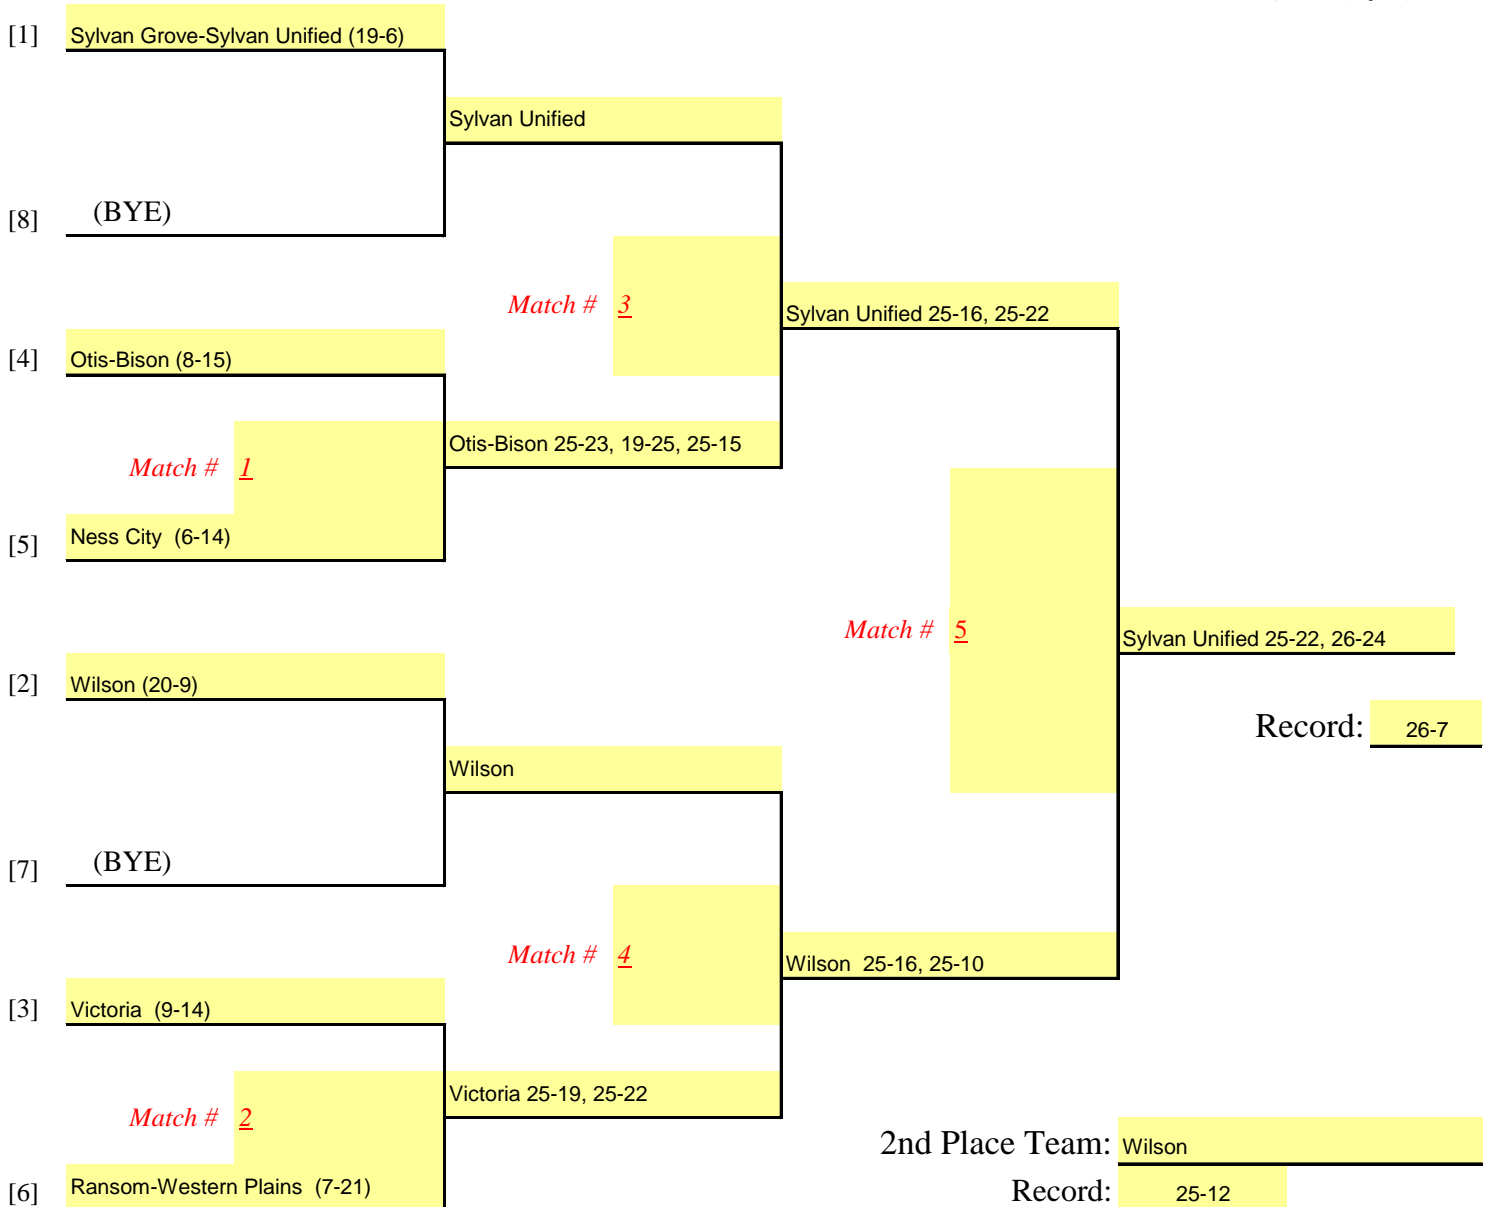 [1] Sylvan Grove-Sylvan Unified (19-6)
Sylvan Unified
[8] (BYE)
Match # 3
Sylvan Unified 25-16, 25-22
[4] Otis-Bison (8-15)
Otis-Bison 25-23, 19-25, 25-15
Match # 1
[5] Ness City (6-14)
Match # 5
Sylvan Unified 25-22, 26-24
[2] Wilson (20-9)
Record: 26-7
Wilson
[7] (BYE)
Match # 4
Wilson 25-16, 25-10
[3] Victoria (9-14)
Victoria 25-19, 25-22
Match # 2
2nd Place Team: Wilson
[6] Ransom-Western Plains (7-21)
Record: 25-12